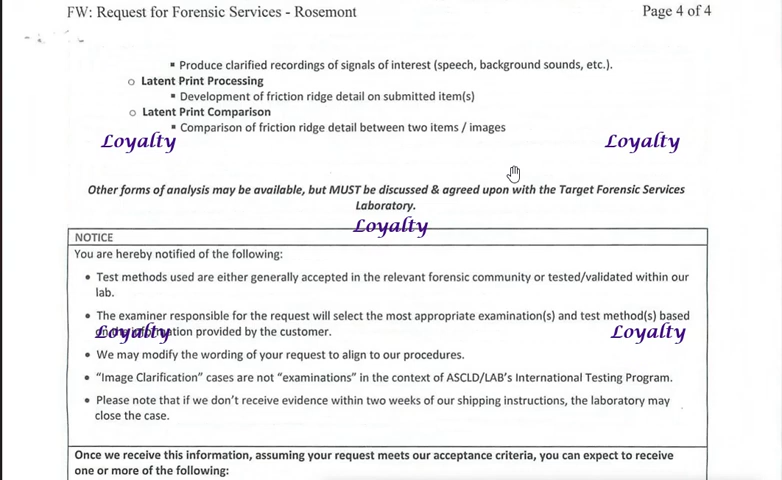 FW: Request for Forensic Services - Rosemont Page 4 of 4
▪ Produce clarified recordings of signals of interest (speech, background sounds, etc.).
o Latent Print Processing
▪ Development of friction ridge detail on submitted item(s)
o Latent Print Comparison
▪ Comparison of friction ridge detail between two items / images
Loyalty Loyalty
Other forms of analysis may be available, but MUST be discussed & agreed upon with the Target Forensic Services
Laboratory.
Loyalty
NOTICE
You are hereby notified of the following:
• Test methods used are either generally accepted in the relevant forensic community or tested/validated within our
lab.
• The examiner responsible for the request will select the most appropriate examination(s) and test method(s) based
on the information provided by the customer.
Loyalty Loyalty
• We may modify the wording of your request to align to our procedures.
• “Image Clarification” cases are not “examinations” in the context of ASCLD/LAB’s International Testing Program.
• Please note that if we don’t receive evidence within two weeks of our shipping instructions, the laboratory may
close the case.
Once we receive this information, assuming your request meets our acceptance criteria, you can expect to receive
one or more of the following: